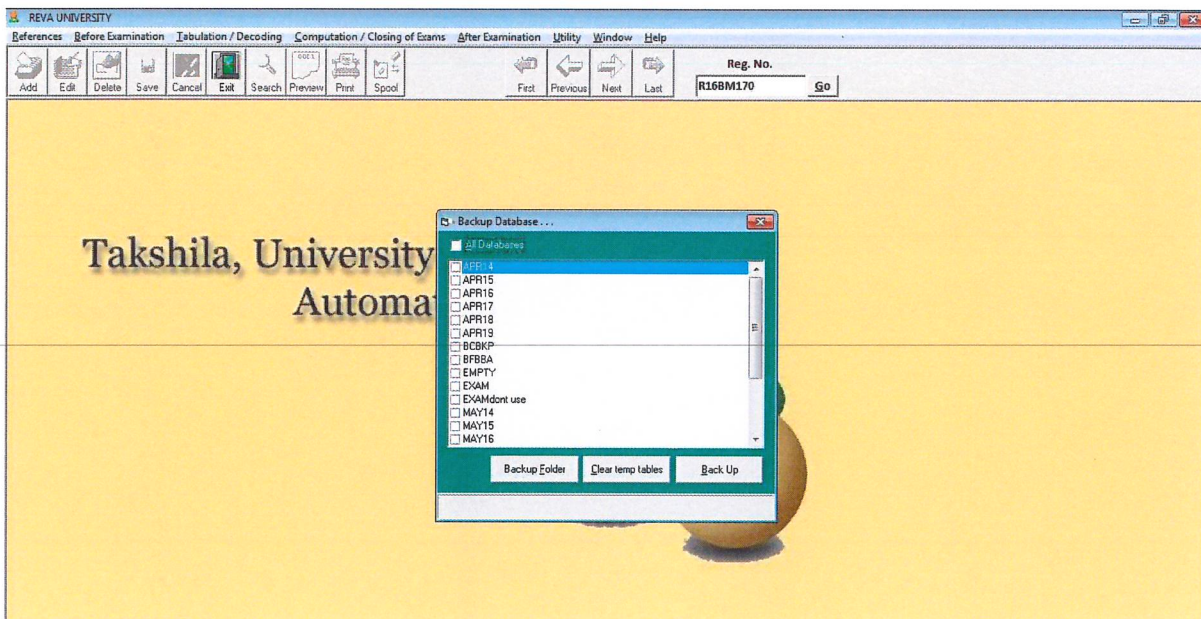 REVA UNIVERSITY
References Before Examination Tabulation / Decoding Computation / Closing of Exams After Examination Utility Window Help
Add Edit Delete Save Cancel Exit Search Preview Print Spool First Previous Next Last Reg. No.
R16BM170 Go
Backup Database . . .
All Databases
Takshila, University
Automa
APR14
APR15
APR16
APR17
APR18
APR19
BCBKP
BFBBA
EMPTY
EXAM
EXAMdont use
MAY14
MAY15
MAY16
Backup Folder Clear temp tables Back Up